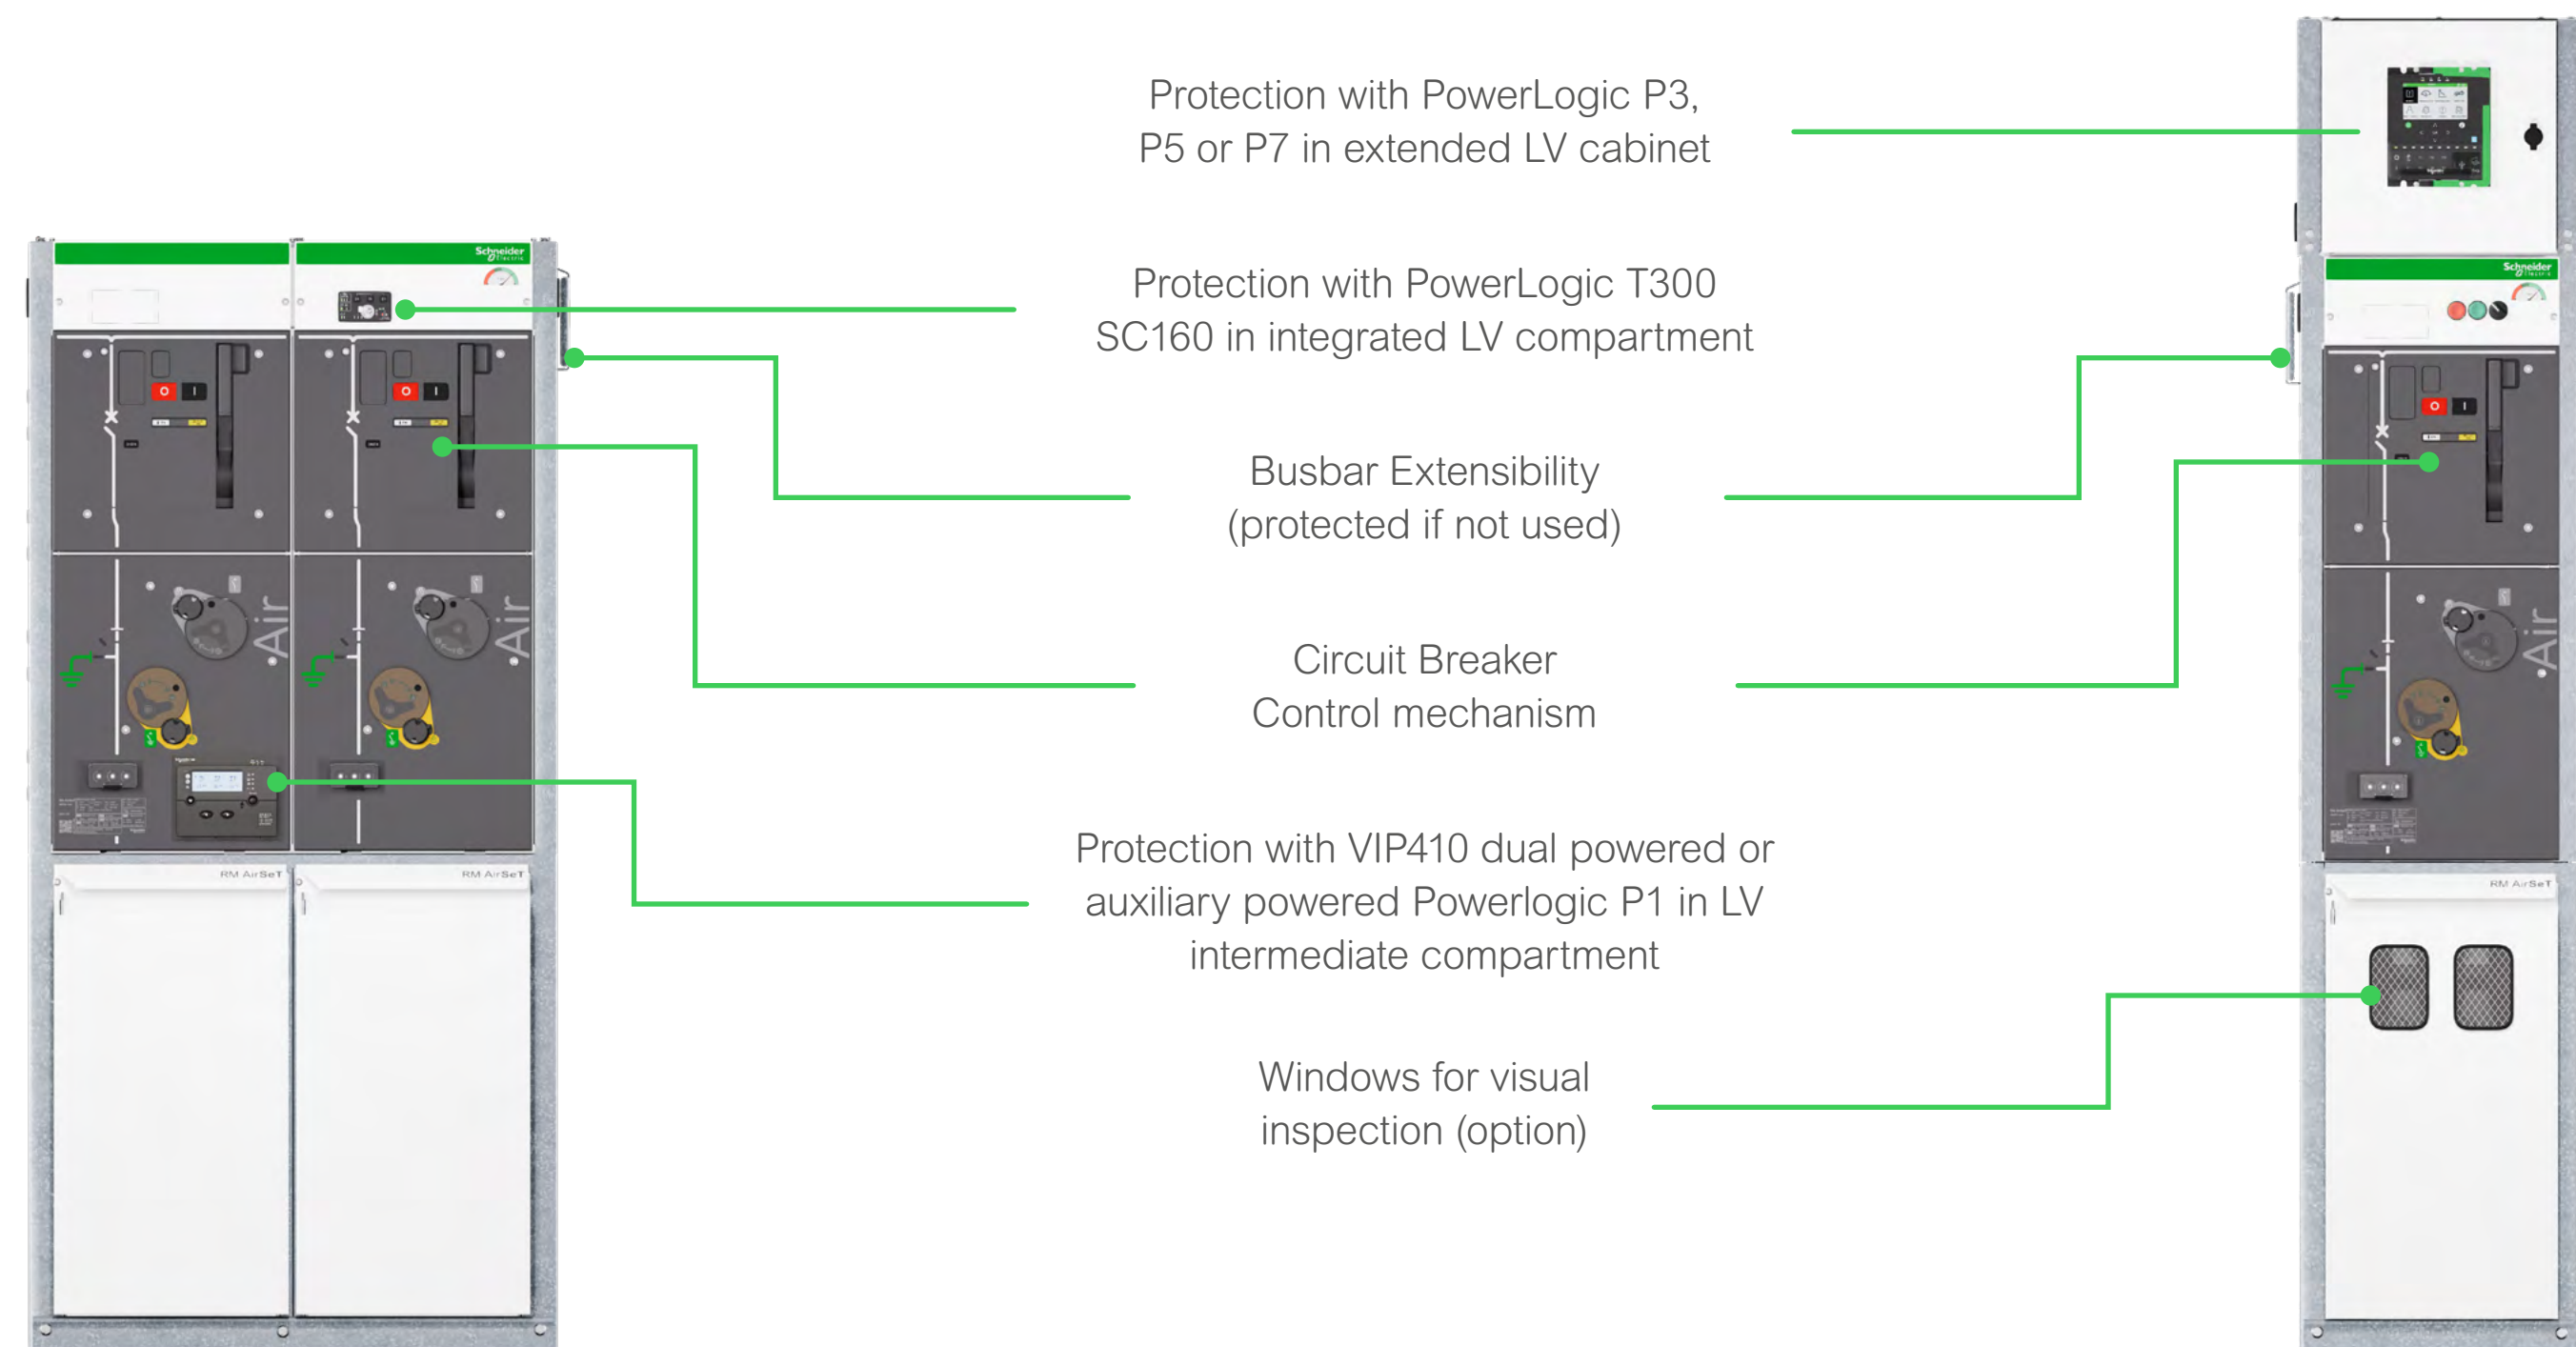 Protection with PowerLogic P3,
P5 or P7 in extended LV cabinet
Protection with PowerLogic T300
SC160 in integrated LV compartment
Busbar Extensibility
(protected if not used)
Circuit Breaker
Control mechanism
Protection with VIP410 dual powered or
auxiliary powered Powerlogic P1 in LV
intermediate compartment
Windows for visual
inspection (option)
Schneider
Electric
O I
O I
Air
Air
RM AirSeT
RM AirSeT
Schneider
Electric
O I
Air
RM AirSeT